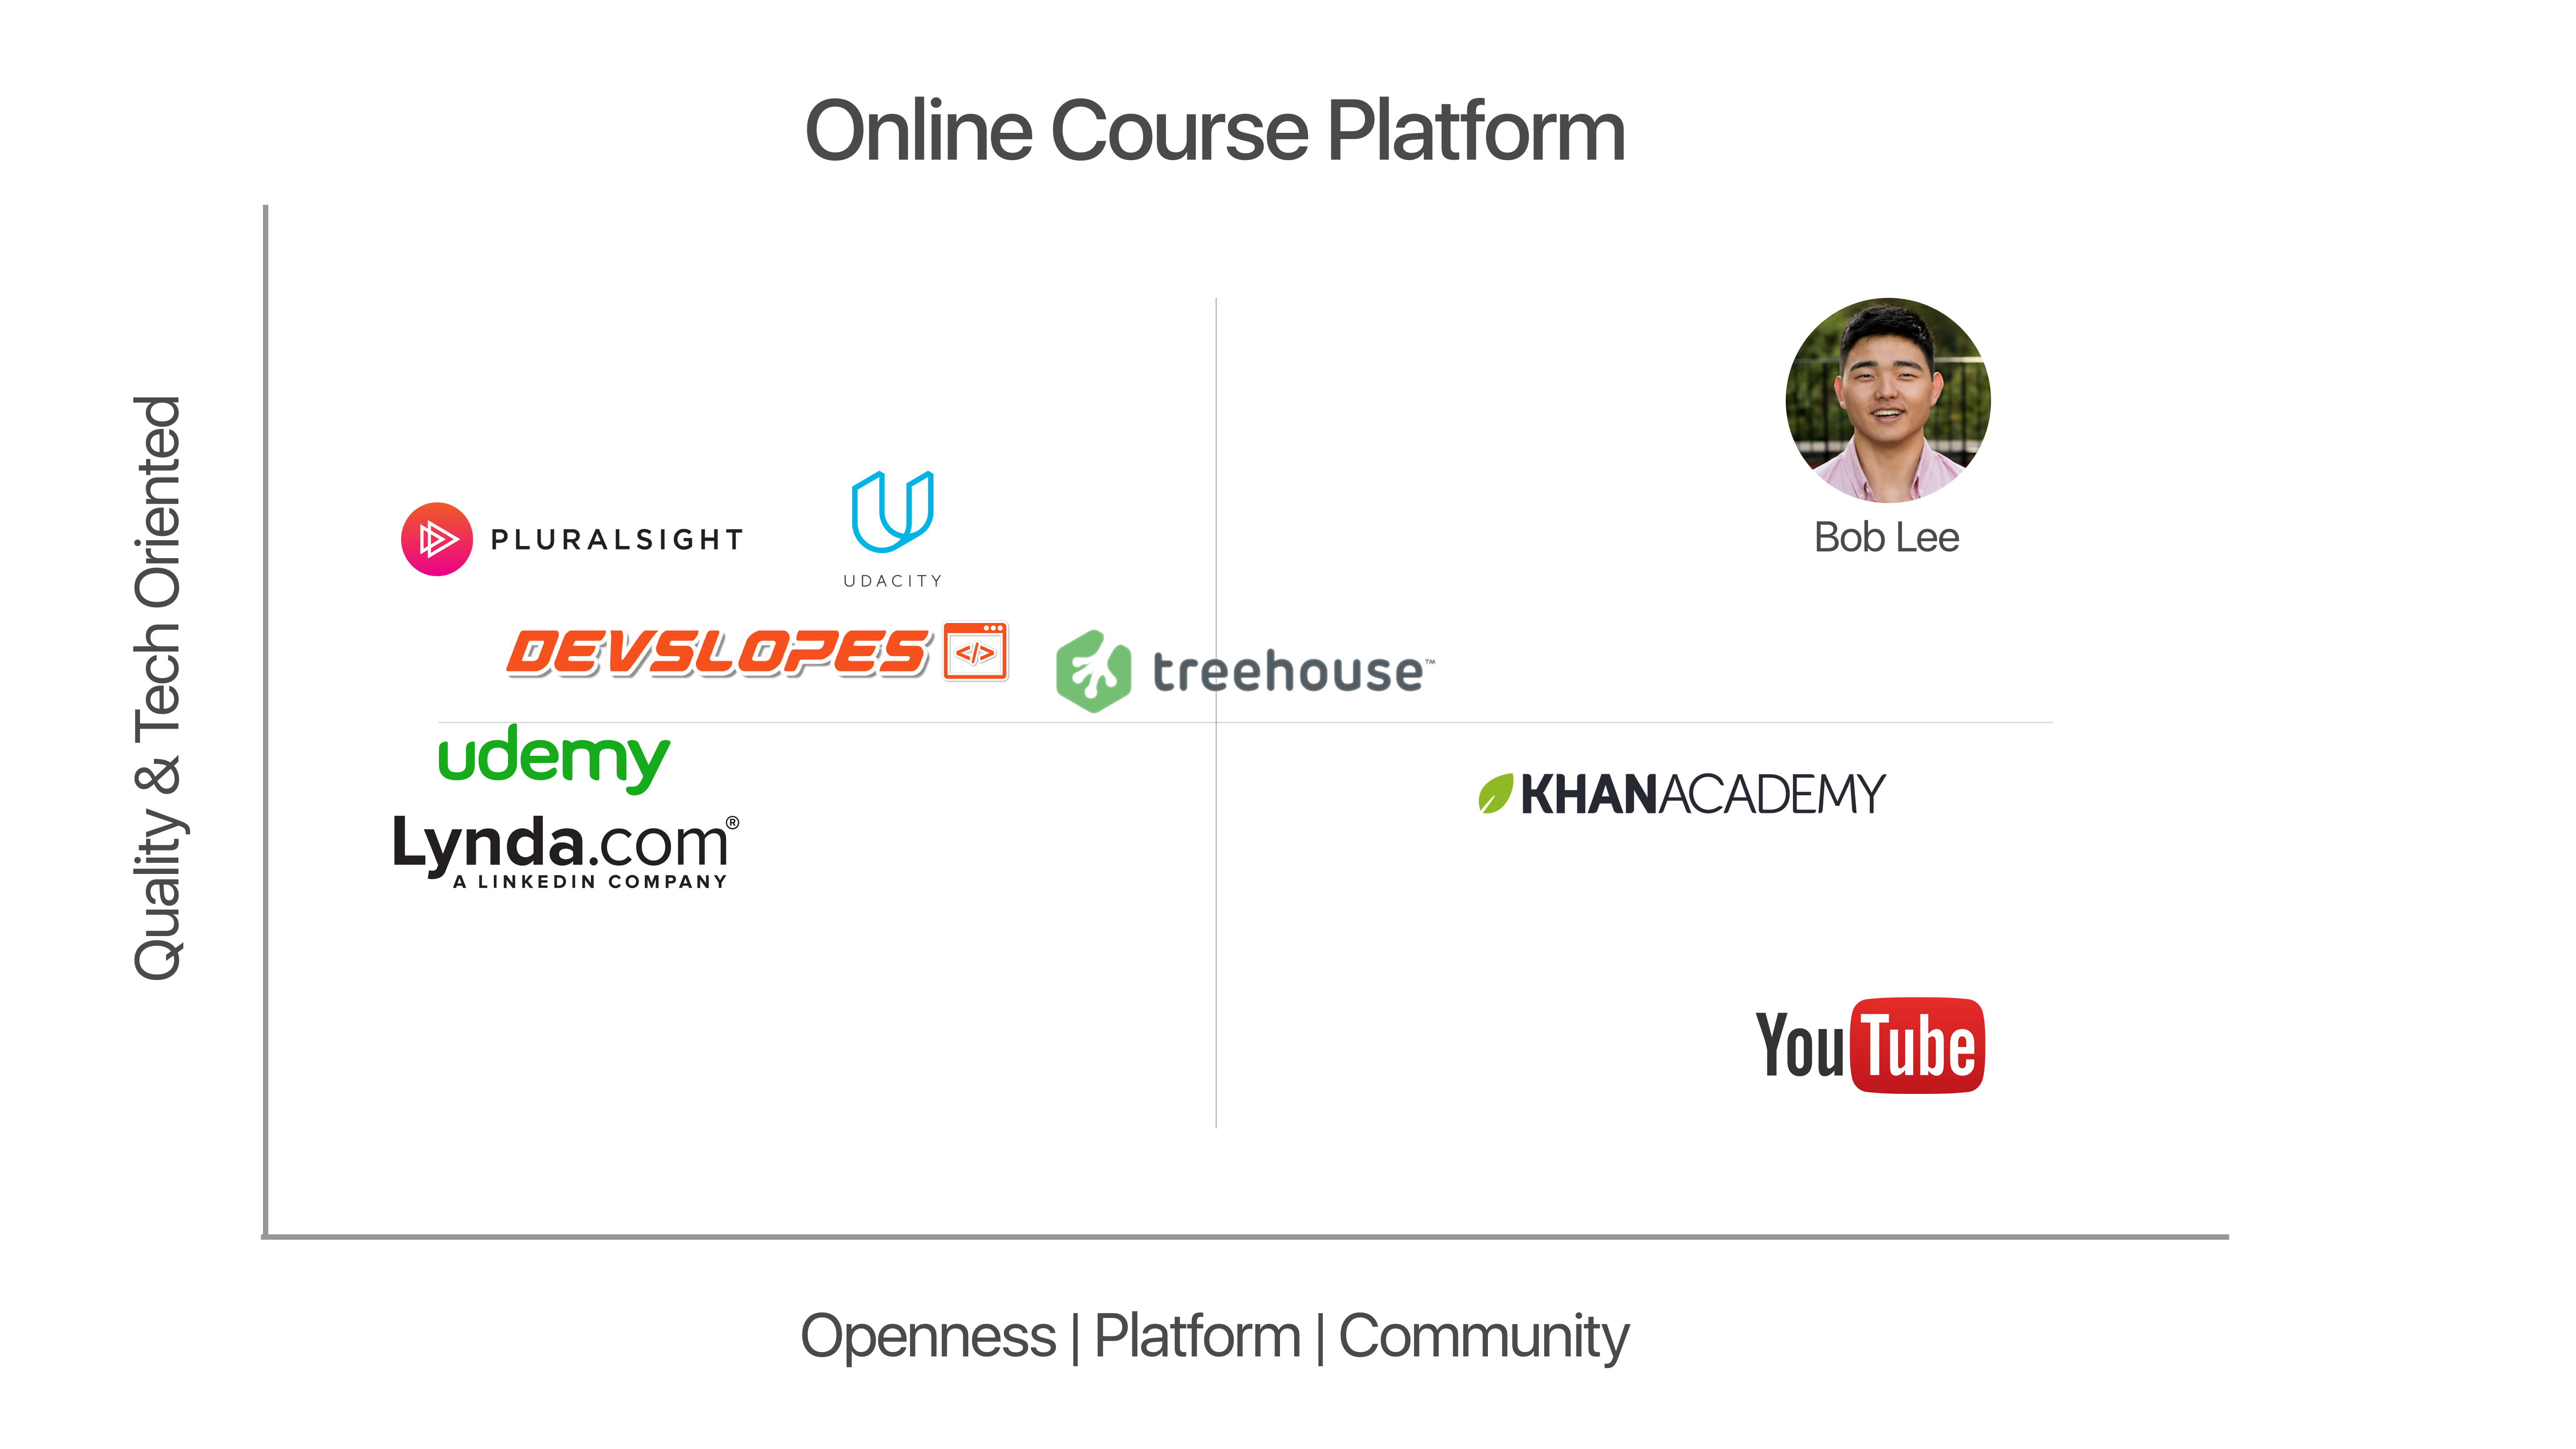 Online Course Platform
Quality & Tech Oriented
Bob Lee
PLURALSIGHT
UDACITY
DEVSLOPES </>
treehouse™
udemy
Lynda.com®
A LINKEDIN COMPANY
KHANACADEMY
YouTube
Openness | Platform | Community